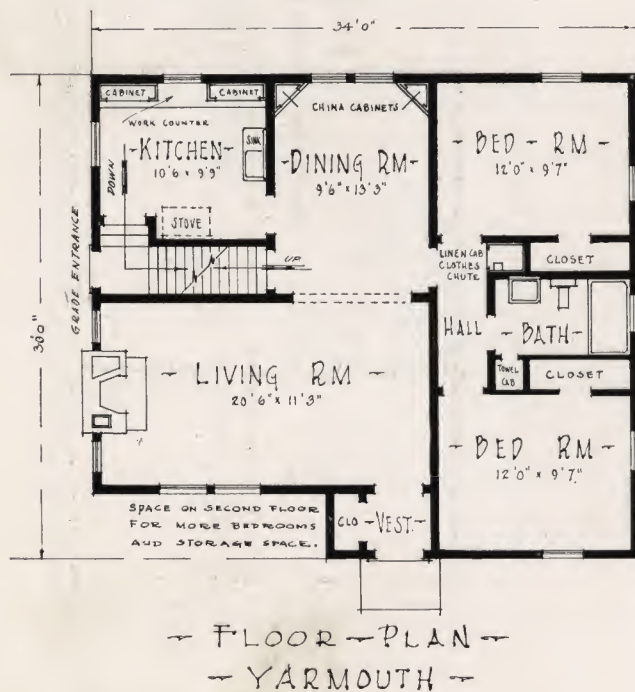 34'0"
CABINET
CABINET
CHINA CABINETS
WORK COUNTER
-KITCHEN-
10'6 x 9'9"
SINK
-DINING RM-
9'6" x 13'3"
-BED-RM-
12'0" x 9'7"
DOWN
STOVE
UP
GRADE ENTRANCE
LINEN CAB
CLOTHES
CHUTE
CLOSET
30'0"
HALL
-BATH-
- LIVING RM -
20'6" x 11'3"
TOWEL
CAB
CLOSET
-BED RM-
12'0" x 9'7"
SPACE ON SECOND FLOOR
FOR MORE BEDROOMS
AND STORAGE SPACE.
CLO
-VEST.-
- FLOOR - PLAN -
- YARMOUTH -